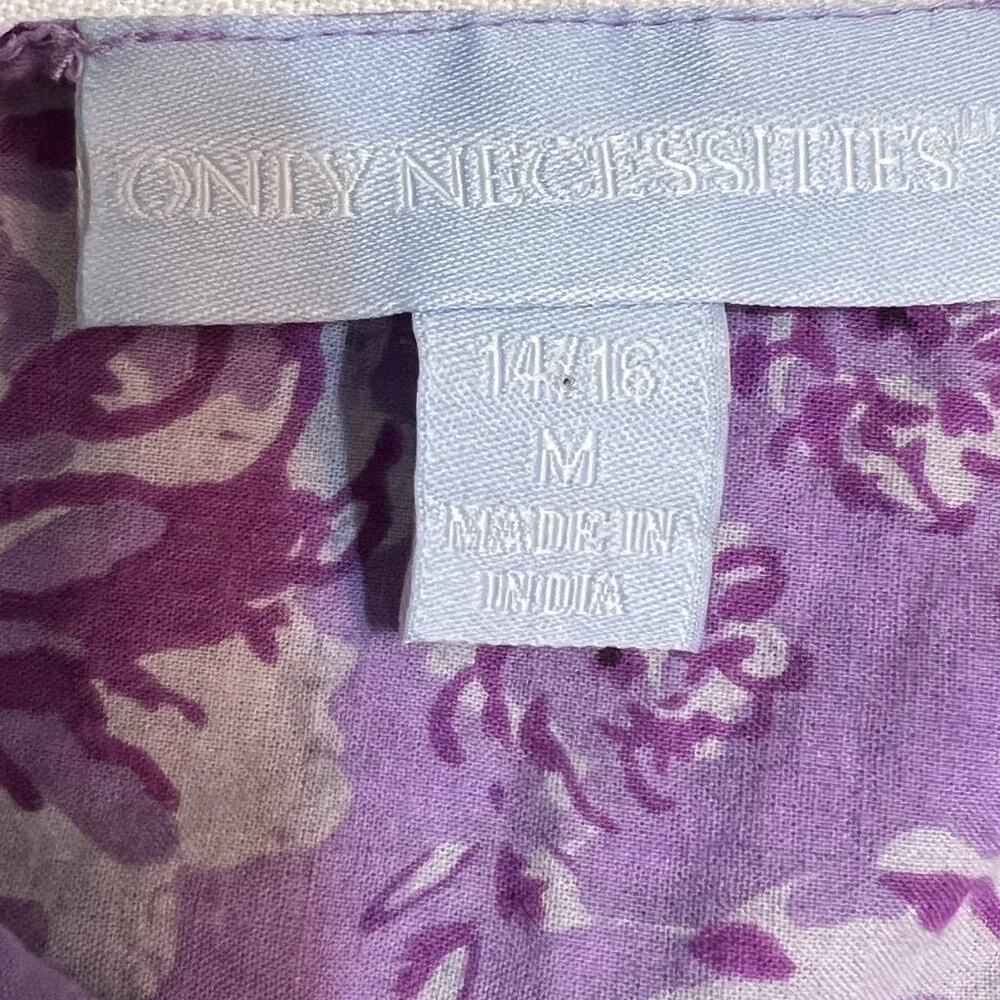 ONLY NECESSITIES
14/16
M
MADE IN
INDIA